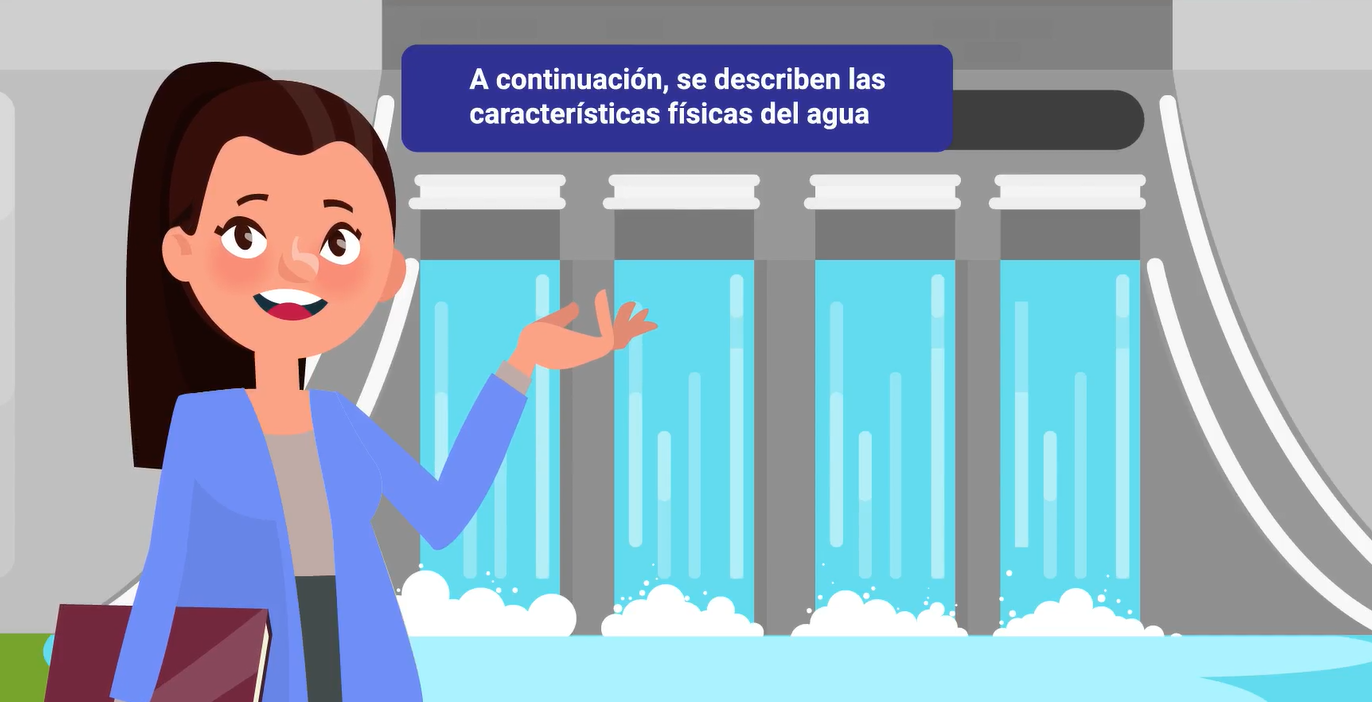 A continuación, se describen las
características físicas del agua